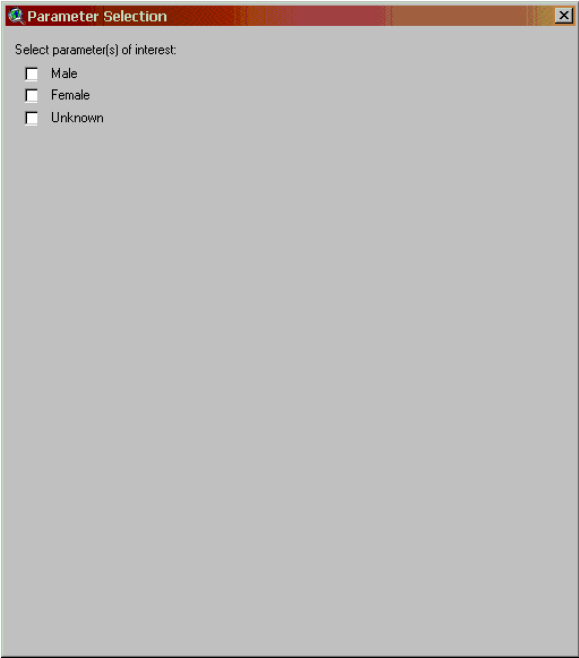 Parameter Selection
Select parameter(s) of interest:
Male
Female
Unknown